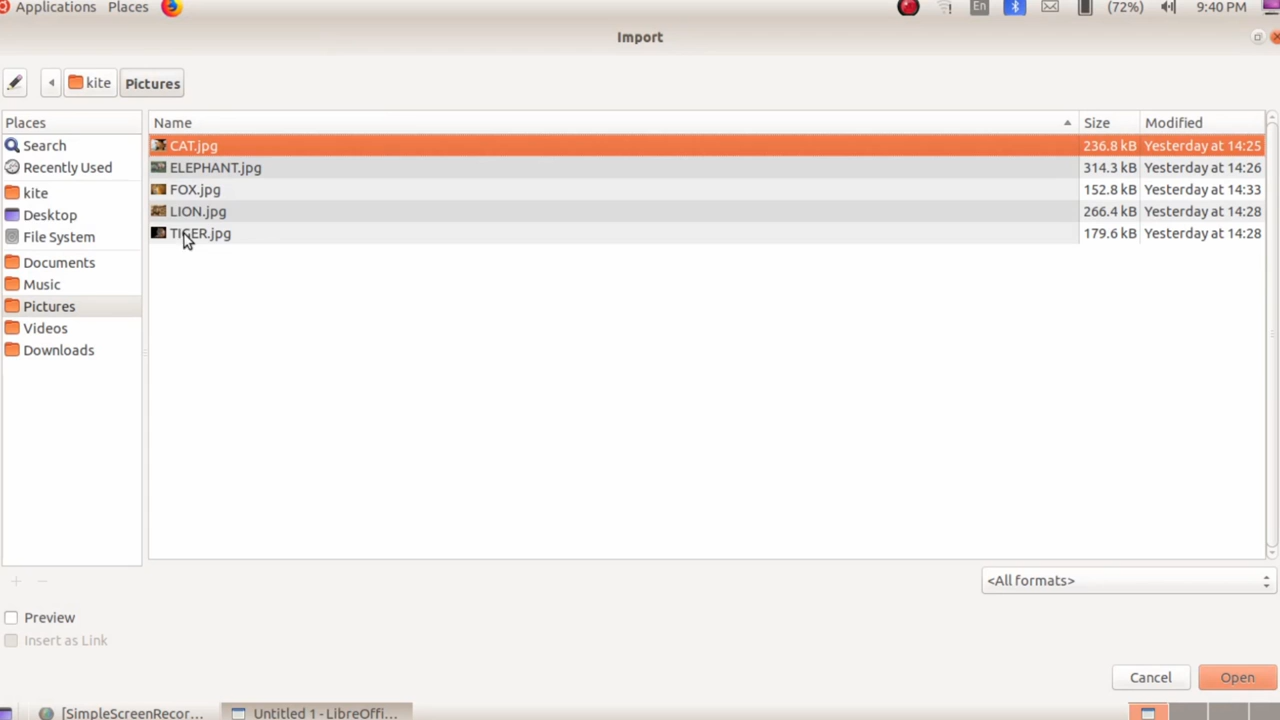 Applications Places En (72%) 9:40 PM
Import
kite Pictures
Places Name Size Modified
Search CAT.jpg 236.8 kB Yesterday at 14:25
Recently Used ELEPHANT.jpg 314.3 kB Yesterday at 14:26
kite FOX.jpg 152.8 kB Yesterday at 14:33
Desktop LION.jpg 266.4 kB Yesterday at 14:28
File System TIGER.jpg 179.6 kB Yesterday at 14:28
Documents
Music
Pictures
Videos
Downloads
<All formats>
Preview
Insert as Link
Cancel Open
[SimpleScreenRecor... Untitled 1 - LibreOffi...